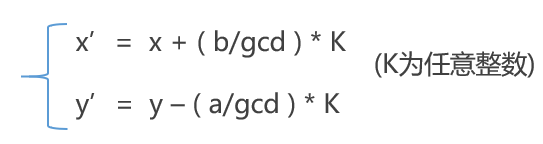 x′ = x + ( b/gcd ) * K
(K为任意整数)
y′ = y – ( a/gcd ) * K